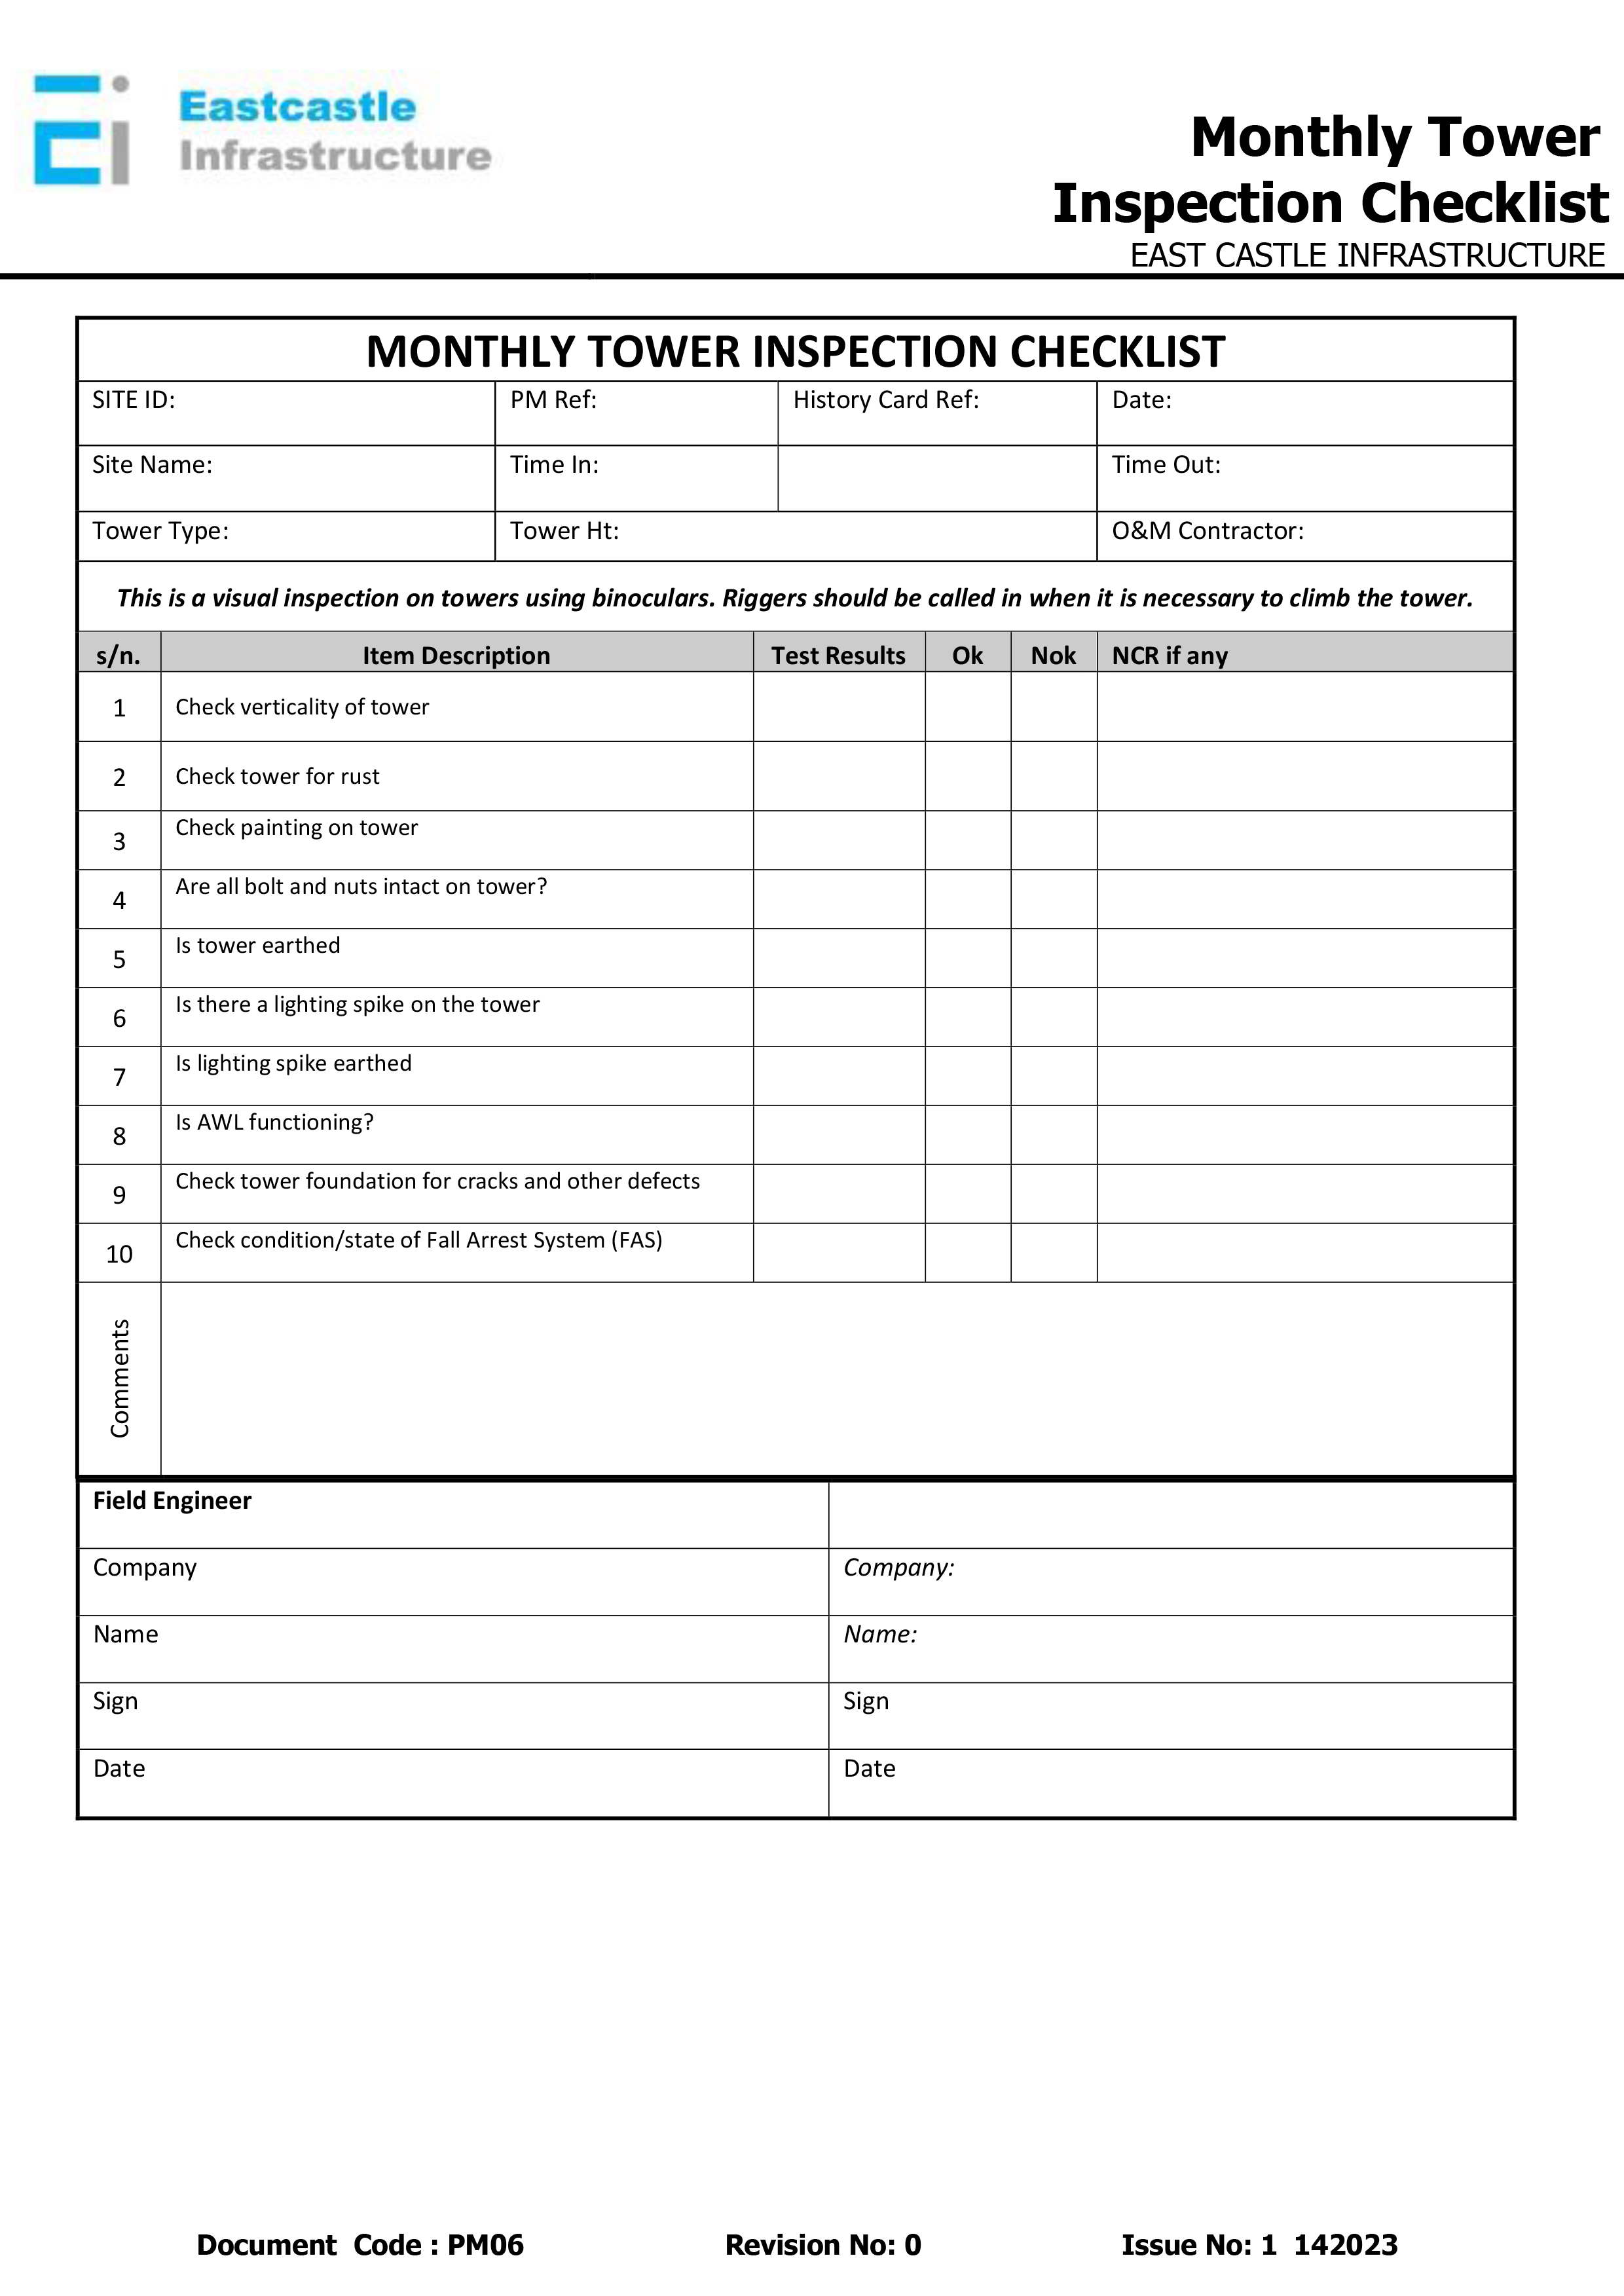 Eastcastle
Infrastructure
Monthly Tower
Inspection Checklist
EAST CASTLE INFRASTRUCTURE
MONTHLY TOWER INSPECTION CHECKLIST
SITE ID: PM Ref: History Card Ref: Date:
Site Name: Time In: Time Out:
Tower Type: Tower Ht: O&M Contractor:
This is a visual inspection on towers using binoculars. Riggers should be called in when it is necessary to climb the tower.
s/n. Item Description Test Results Ok Nok NCR if any
1 Check verticality of tower
2 Check tower for rust
3 Check painting on tower
4 Are all bolt and nuts intact on tower?
5 Is tower earthed
6 Is there a lighting spike on the tower
7 Is lighting spike earthed
8 Is AWL functioning?
9 Check tower foundation for cracks and other defects
10 Check condition/state of Fall Arrest System (FAS)
Comments
Field Engineer
Company Company:
Name Name:
Sign Sign
Date Date
Document Code : PM06 Revision No: 0 Issue No: 1 142023